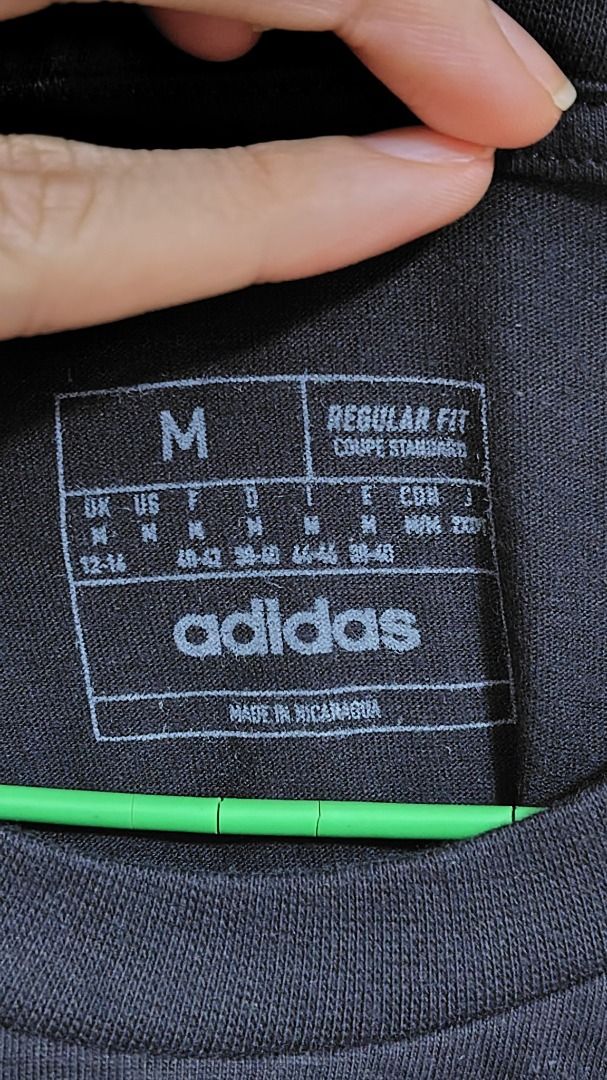 M
REGULAR FIT
COUPE STANDARD
UK US F D I E CDN J
M M M M M M M/M
12-14 40-42 38-40 44-46 38-40
adidas
MADE IN NICARAGUA